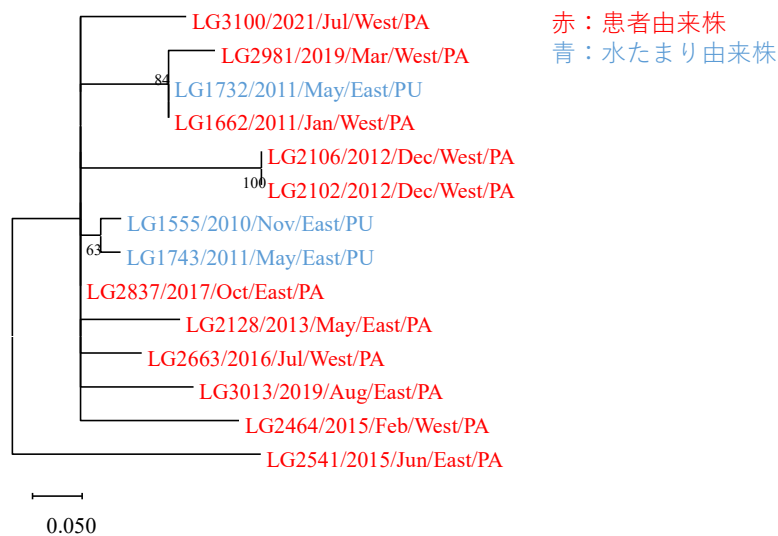 LG3100/2021/Jul/West/PA
赤：患者由来株
青：水たまり由来株
LG2981/2019/Mar/West/PA
84
LG1732/2011/May/East/PU
LG1662/2011/Jan/West/PA
LG2106/2012/Dec/West/PA
100
LG2102/2012/Dec/West/PA
LG1555/2010/Nov/East/PU
63
LG1743/2011/May/East/PU
LG2837/2017/Oct/East/PA
LG2128/2013/May/East/PA
LG2663/2016/Jul/West/PA
LG3013/2019/Aug/East/PA
LG2464/2015/Feb/West/PA
LG2541/2015/Jun/East/PA
0.050